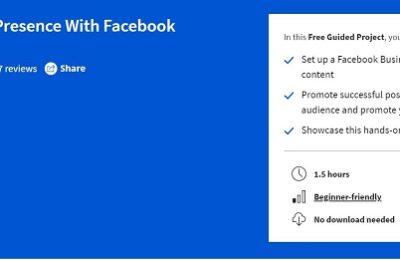 Presence With Facebook
7 reviews Share
In this Free Guided Project, you
Set up a Facebook Busi
content
Promote successful pos
audience and promote y
Showcase this hands-o
1.5 hours
Beginner-friendly
No download needed